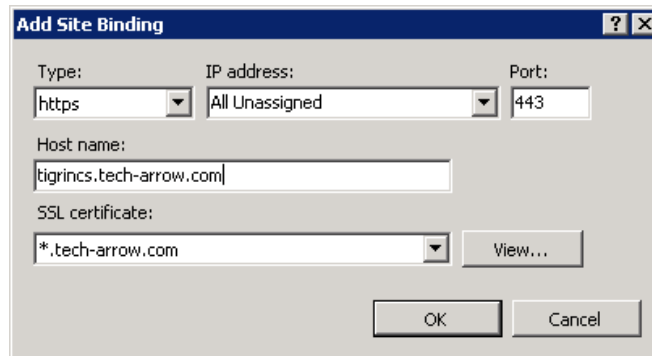 Add Site Binding
Type: IP address: Port:
https All Unassigned 443
Host name:
tigrincs.tech-arrow.com
SSL certificate:
*.tech-arrow.com View...
OK Cancel